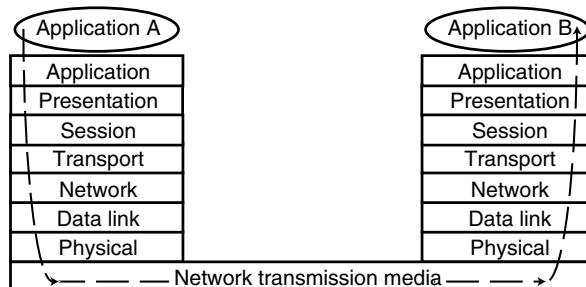 Application A
Application
Presentation
Session
Transport
Network
Data link
Physical
Application B
Application
Presentation
Session
Transport
Network
Data link
Physical
Network transmission media